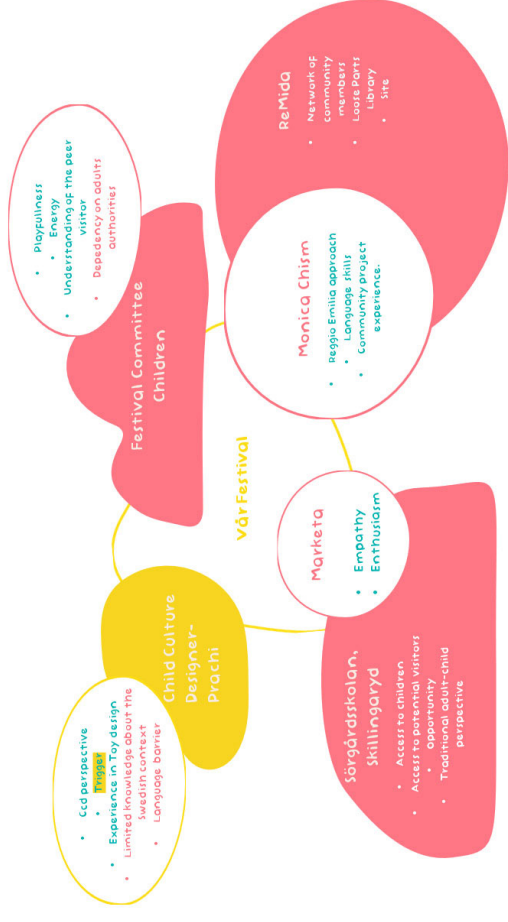 Ccd perspective
Trigger
Experience in Toy design
Limited knowledge about the
Swedish context
Language barrier
Child Culture
Designer-
Prachi
Playfullness
Energy
Understanding of the peer
visitor
Depedency on adults
authorities
Festival Committee
Children
Vår Festival
Sörgårdsskolan,
Skillingaryd
Access to children
Access to potential visitors
opportunity
Traditional adult-child
perspective
Marketa
Empathy
Enthusiasm
Monica Chism
Reggio Emilia approach
Language skills
Community project
experience.
ReMida
Network of
community
members
Loose Parts
Library
Site